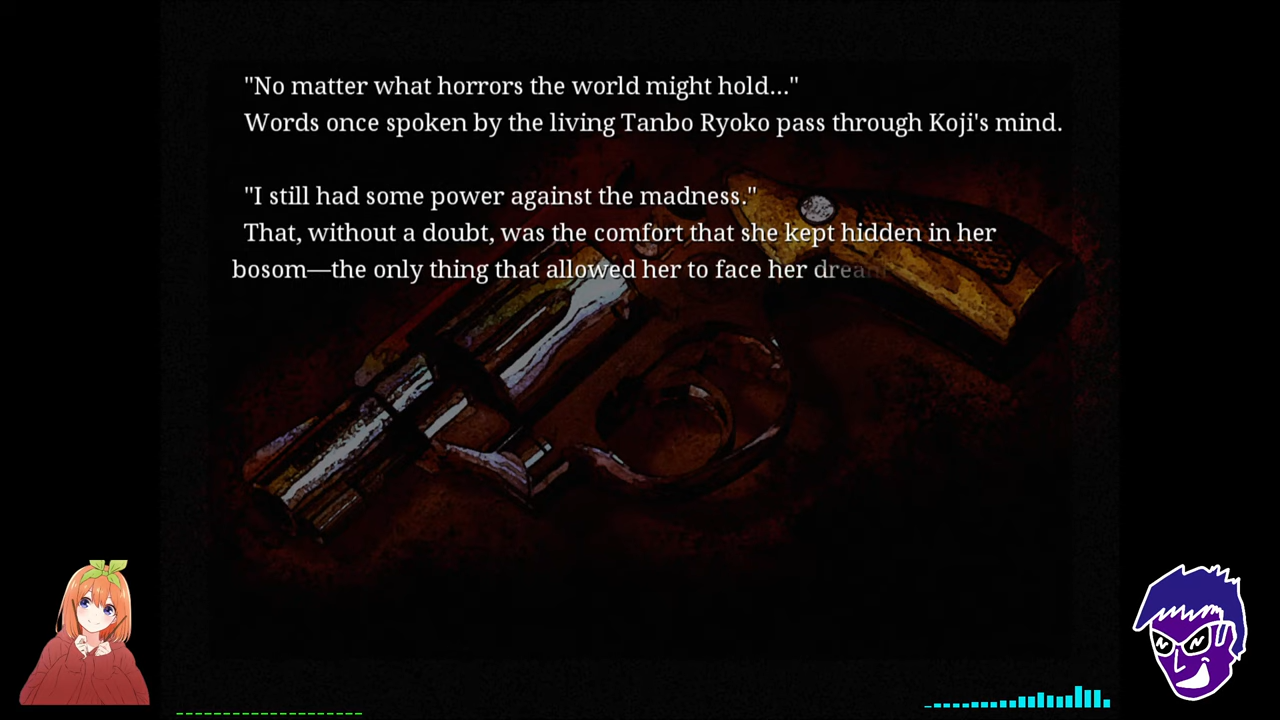 "No matter what horrors the world might hold..."
Words once spoken by the living Tanbo Ryoko pass through Koji's mind.
"I still had some power against the madness."
That, without a doubt, was the comfort that she kept hidden in her
bosom—the only thing that allowed her to face her